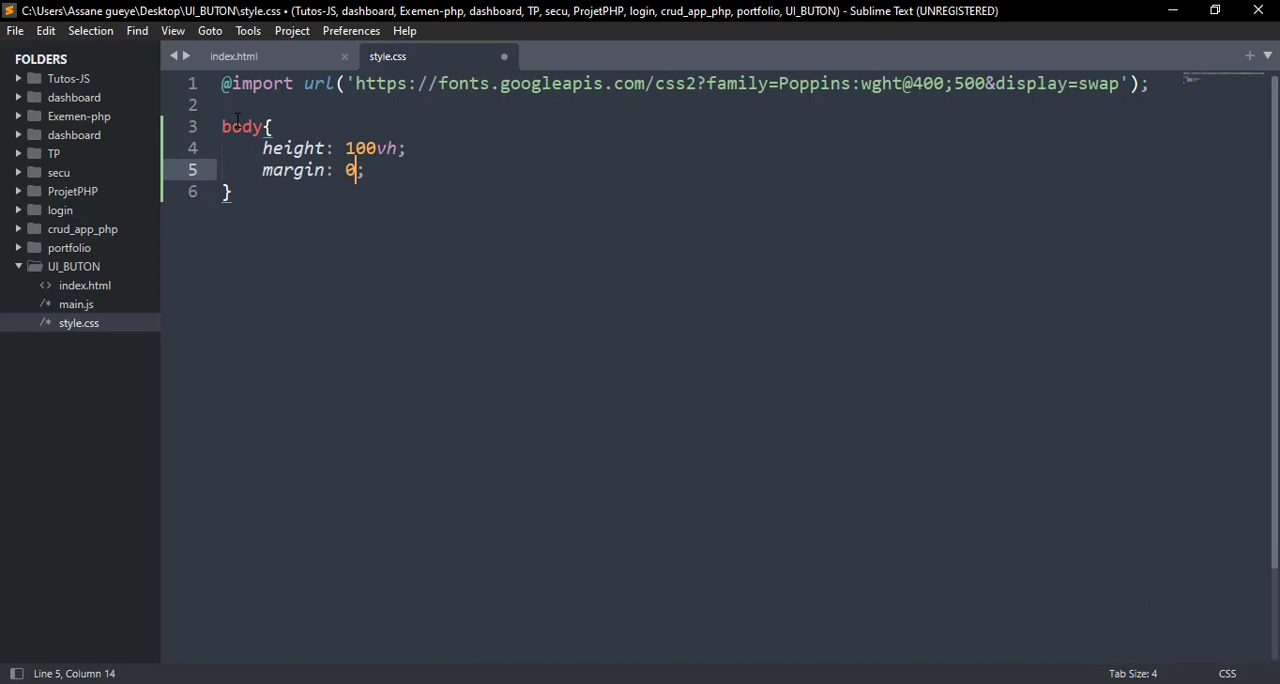 C:\Users\Assane gueye\Desktop\UI_BUTON\style.css • (Tutos-JS, dashboard, Exemen-php, dashboard, TP, secu, ProjetPHP, login, crud_app_php, portfolio, UI_BUTON) - Sublime Text (UNREGISTERED)
File Edit Selection Find View Goto Tools Project Preferences Help
FOLDERS
Tutos-JS
dashboard
Exemen-php
dashboard
TP
secu
ProjetPHP
login
crud_app_php
portfolio
UI_BUTON
<> index.html
/* main.js
/* style.css
index.html × style.css
1 @import url('https://fonts.googleapis.com/css2?family=Poppins:wght@400;500&display=swap');
2
3 body{
4 height: 100vh;
5 margin: 0;
6 }
Line 5, Column 14 Tab Size: 4 CSS